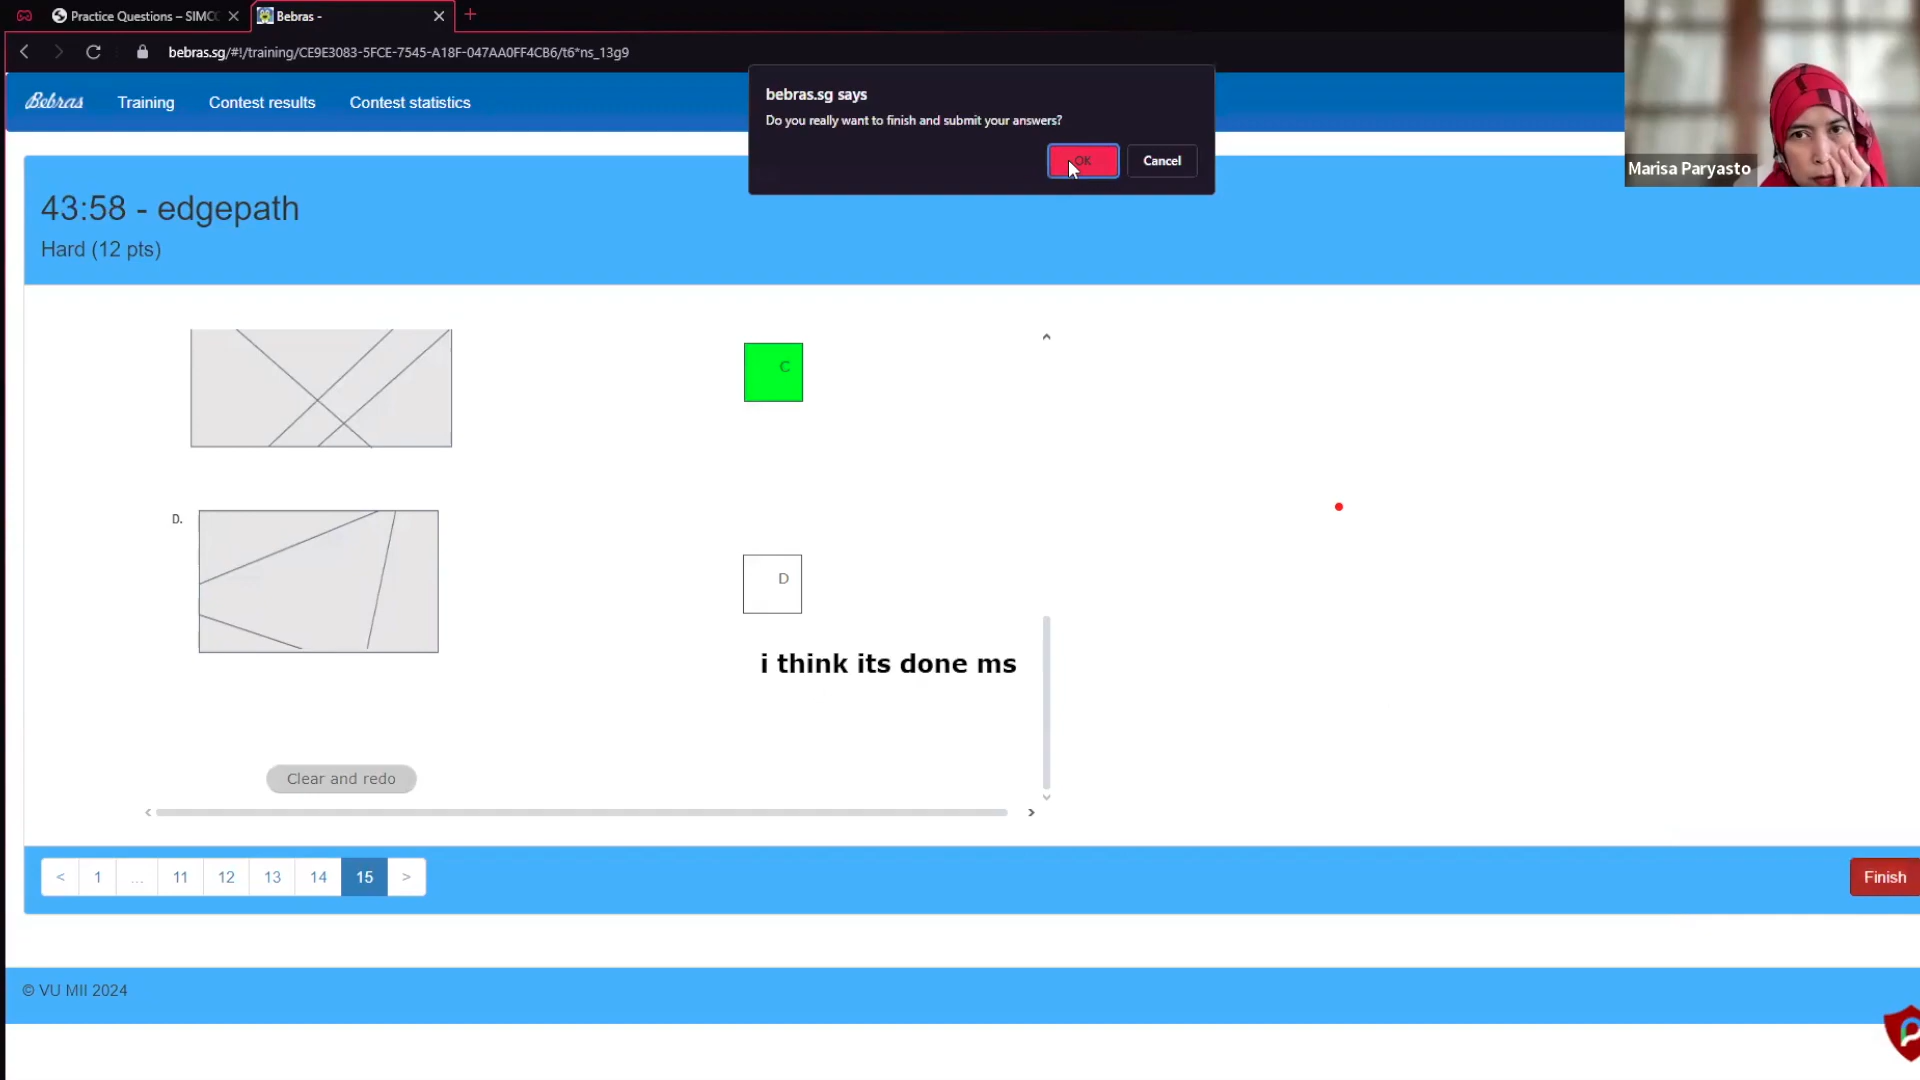 Practice Questions – SIMCC
Bebras -
bebras.sg/#!/training/CE9E3083-5FCE-7545-A18F-047AA0FF4CB6/t6*ns_13g9
Bebras Training Contest results Contest statistics
bebras.sg says
Do you really want to finish and submit your answers?
OK Cancel
Marisa Paryasto
43:58 - edgepath
Hard (12 pts)
C
D.
D
i think its done ms
Clear and redo
< 1 ... 11 12 13 14 15 >
Finish
© VU MII 2024